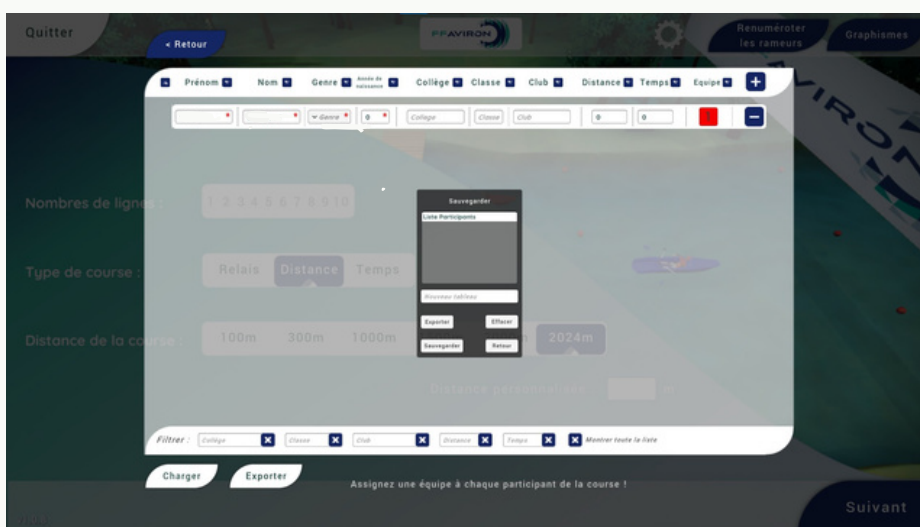 Quitter
< Retour
FFAVIRON
Renuméroter
les rameurs
Graphismes
Prénom Nom Genre Année de naissance Collège Classe Club Distance Temps Equipe +
* * Genre * 0 * Collège Classe Club 0 0 ! −
VIRON
Nombres de lignes :
1 2 3 4 5 6 7 8 9 10
Sauvegarder
Liste Participants
Type de course :
Relais Distance Temps
Nouveau tableau
Exporter Effacer
Distance de la course :
100m 300m 1000m 2024m
Sauvegarder Retour
Distance personnalisée : m
Filtrer : Collège X Classe X Club X Distance X Temps X X Montrer toute la liste
Charger
Exporter
Assignez une équipe à chaque participant de la course !
Suivant